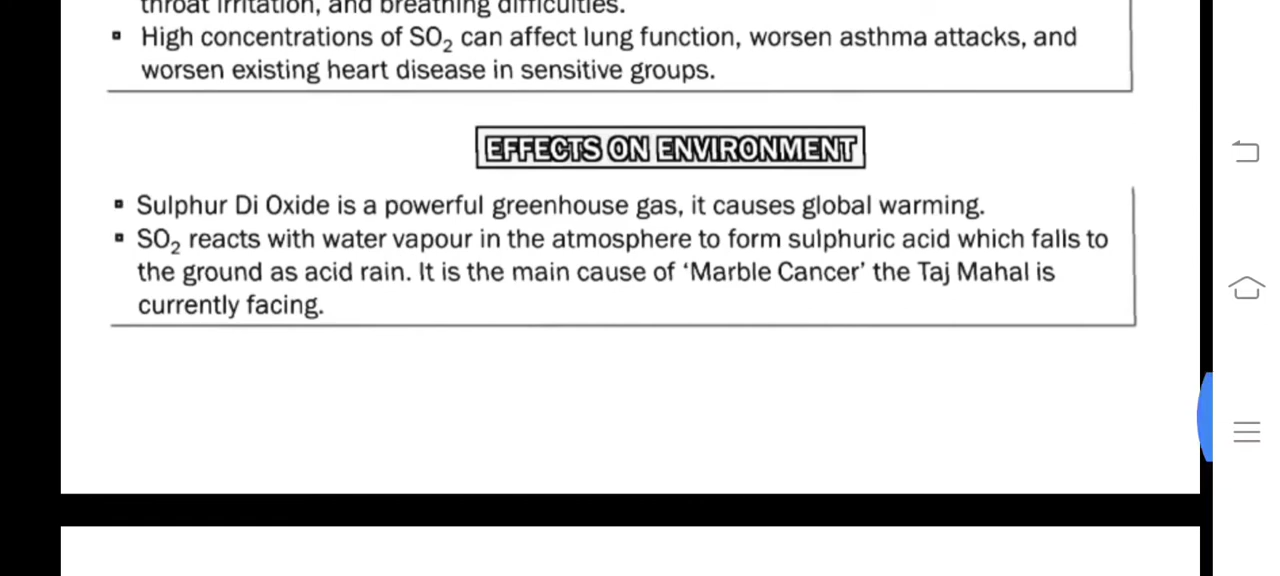 throat irritation, and breathing difficulties.
▪ High concentrations of SO₂ can affect lung function, worsen asthma attacks, and
worsen existing heart disease in sensitive groups.
EFFECTS ON ENVIRONMENT
▪ Sulphur Di Oxide is a powerful greenhouse gas, it causes global warming.
▪ SO₂ reacts with water vapour in the atmosphere to form sulphuric acid which falls to
the ground as acid rain. It is the main cause of ‘Marble Cancer’ the Taj Mahal is
currently facing.